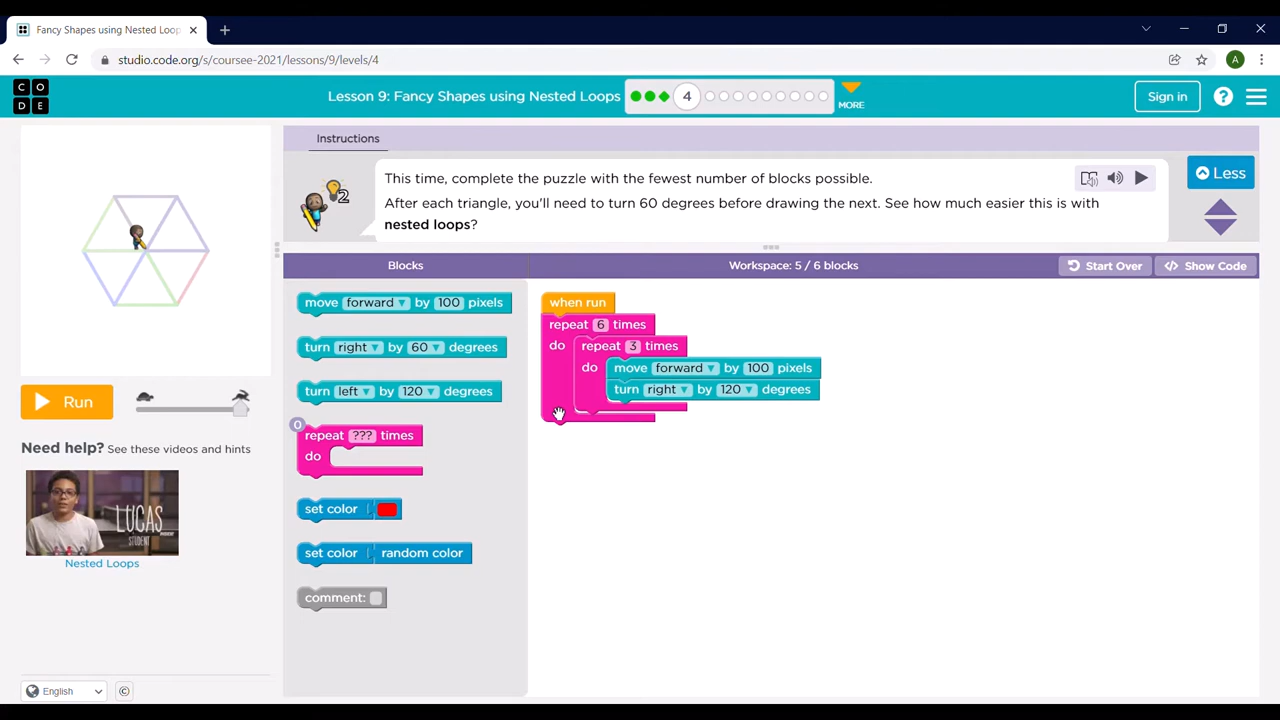 Fancy Shapes using Nested Loop
studio.code.org/s/coursee-2021/lessons/9/levels/4
A
C O
D E
Lesson 9: Fancy Shapes using Nested Loops
4
MORE
Sign in
?
Instructions
2
This time, complete the puzzle with the fewest number of blocks possible.
After each triangle, you'll need to turn 60 degrees before drawing the next. See how much easier this is with
nested loops?
Less
Blocks
Workspace: 5 / 6 blocks
Start Over
Show Code
move forward by 100 pixels
turn right by 60 degrees
turn left by 120 degrees
0
repeat ??? times
do
set color
set color random color
comment:
when run
repeat 6 times
do repeat 3 times
do move forward by 100 pixels
turn right by 120 degrees
Run
Need help? See these videos and hints
LUCAS
STUDENT
Nested Loops
English
©